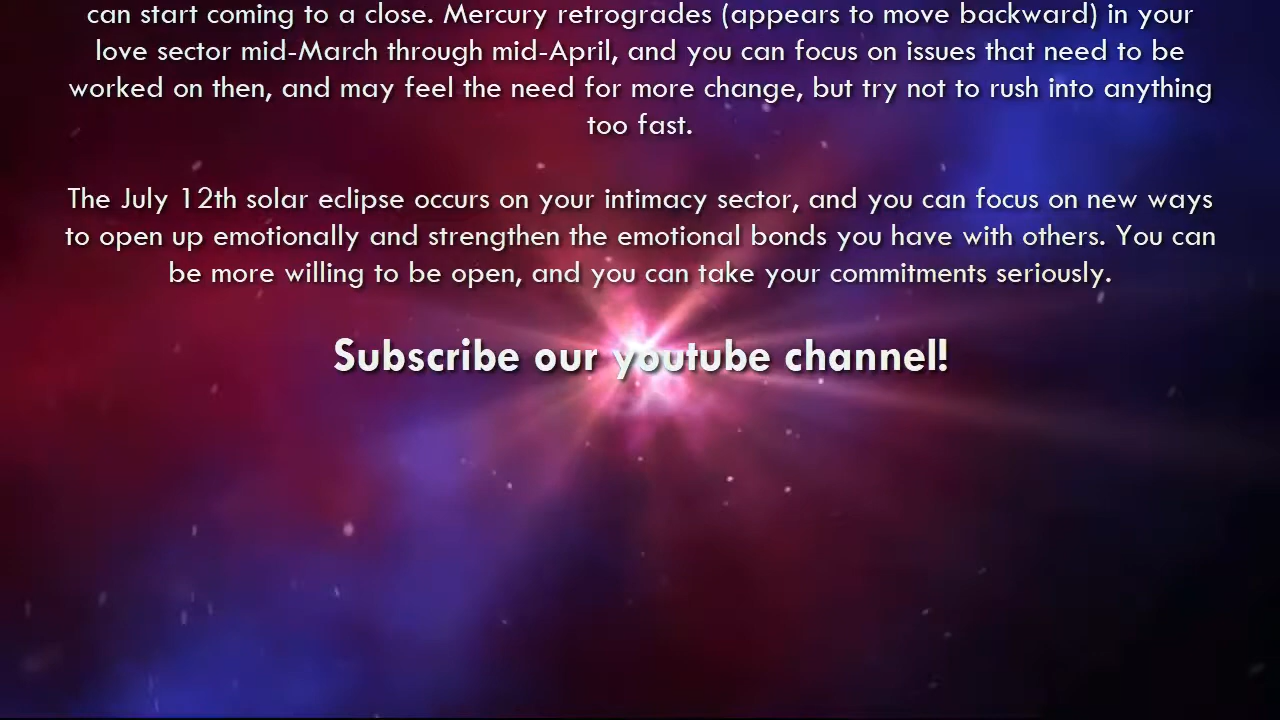 can start coming to a close. Mercury retrogrades (appears to move backward) in your
love sector mid-March through mid-April, and you can focus on issues that need to be
worked on then, and may feel the need for more change, but try not to rush into anything
too fast.
The July 12th solar eclipse occurs on your intimacy sector, and you can focus on new ways
to open up emotionally and strengthen the emotional bonds you have with others. You can
be more willing to be open, and you can take your commitments seriously.
Subscribe our youtube channel!